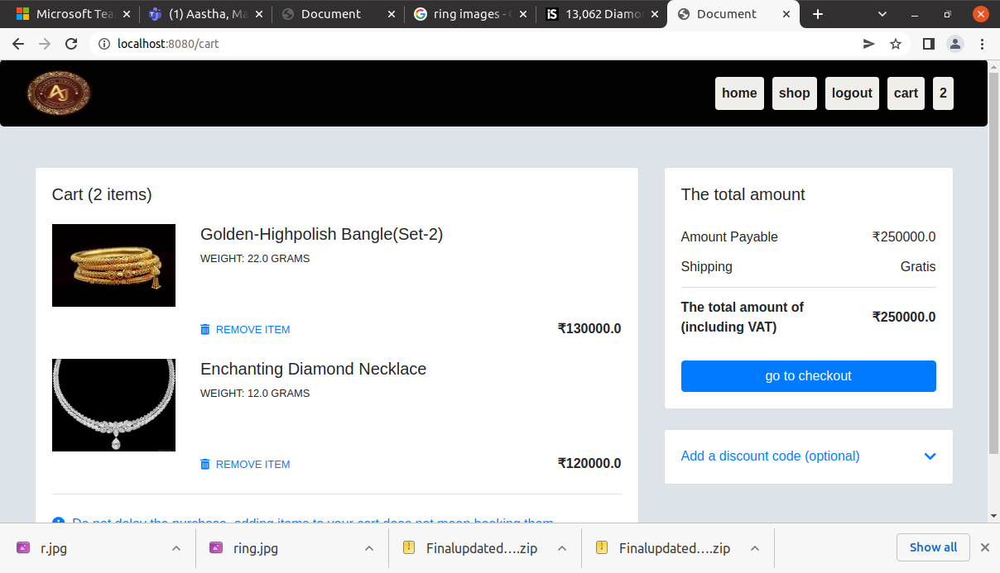 Microsoft Tea
(1) Aastha, Ma
Document
ring images - G
13,062 Diamo
Document
localhost:8080/cart
AJ
home
shop
logout
cart
2
Cart (2 items)
Golden-Highpolish Bangle(Set-2)
WEIGHT: 22.0 GRAMS
REMOVE ITEM
₹130000.0
Enchanting Diamond Necklace
WEIGHT: 12.0 GRAMS
REMOVE ITEM
₹120000.0
Do not delay the purchase, adding items to your cart does not mean booking them.
The total amount
Amount Payable ₹250000.0
Shipping Gratis
The total amount of
(including VAT)
₹250000.0
go to checkout
Add a discount code (optional)
r.jpg
ring.jpg
Finalupdated....zip
Finalupdated....zip
Show all